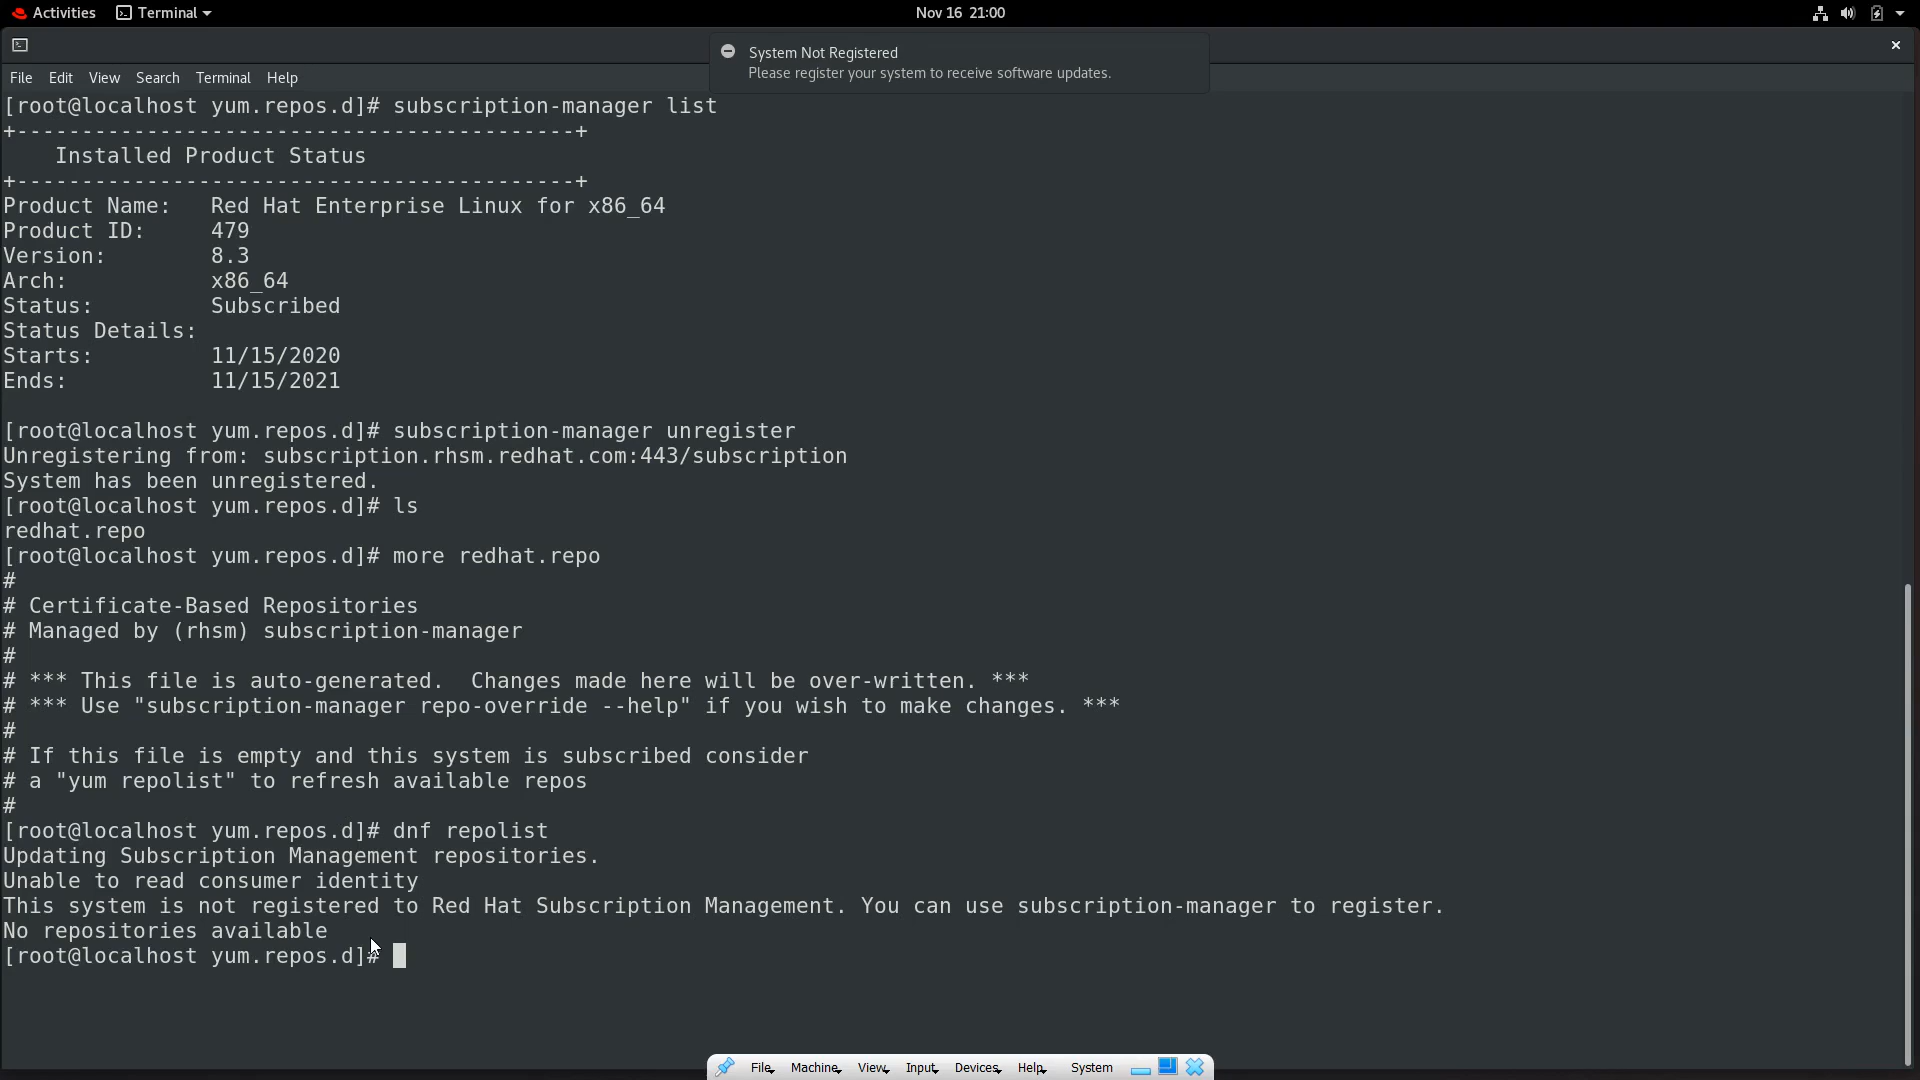 Activities Terminal Nov 16 21:00
System Not Registered
Please register your system to receive software updates.
File Edit View Search Terminal Help
[root@localhost yum.repos.d]# subscription-manager list
+-------------------------------------------+
    Installed Product Status
+-------------------------------------------+
Product Name:   Red Hat Enterprise Linux for x86_64
Product ID:     479
Version:        8.3
Arch:           x86_64
Status:         Subscribed
Status Details:
Starts:         11/15/2020
Ends:           11/15/2021
[root@localhost yum.repos.d]# subscription-manager unregister
Unregistering from: subscription.rhsm.redhat.com:443/subscription
System has been unregistered.
[root@localhost yum.repos.d]# ls
redhat.repo
[root@localhost yum.repos.d]# more redhat.repo
#
# Certificate-Based Repositories
# Managed by (rhsm) subscription-manager
#
# *** This file is auto-generated.  Changes made here will be over-written. ***
# *** Use "subscription-manager repo-override --help" if you wish to make changes. ***
#
# If this file is empty and this system is subscribed consider
# a "yum repolist" to refresh available repos
#
[root@localhost yum.repos.d]# dnf repolist
Updating Subscription Management repositories.
Unable to read consumer identity
This system is not registered to Red Hat Subscription Management. You can use subscription-manager to register.
No repositories available
[root@localhost yum.repos.d]#
File Machine View Input Devices Help System